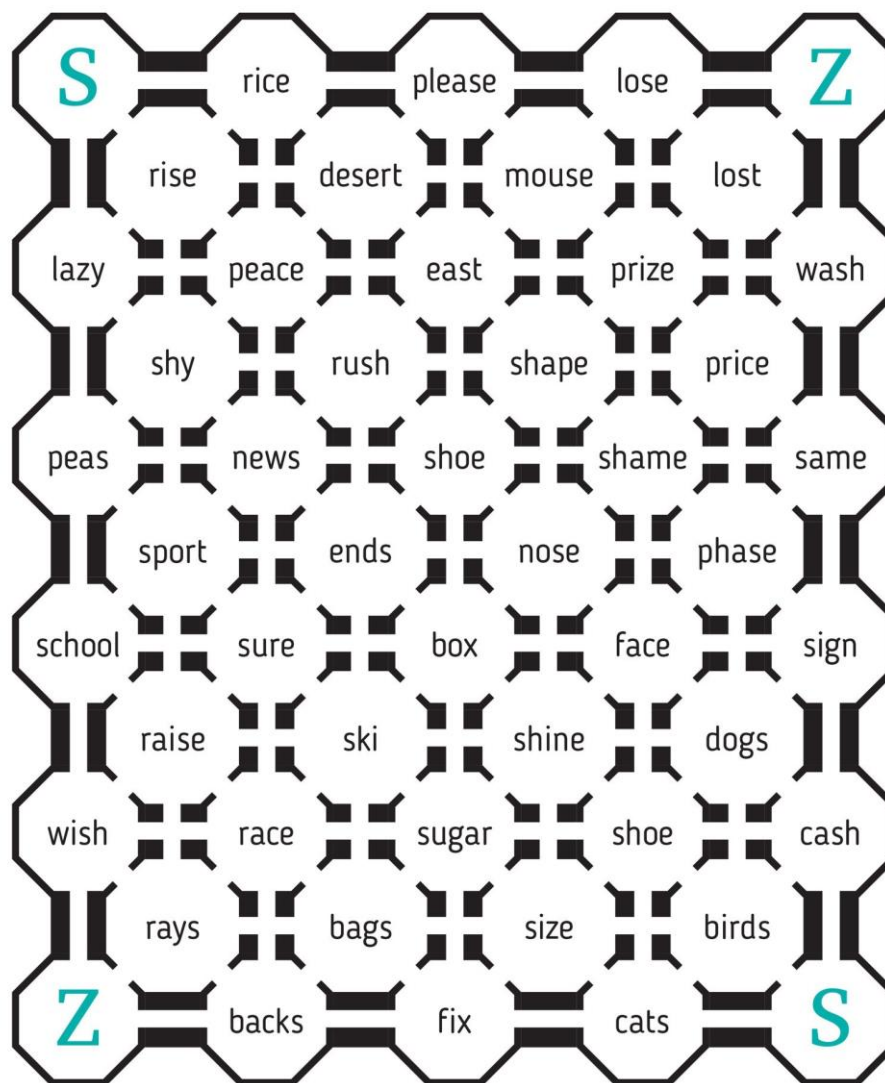 S rice please lose Z
rise desert mouse lost
lazy peace east prize wash
shy rush shape price
peas news shoe shame same
sport ends nose phase
school sure box face sign
raise ski shine dogs
wish race sugar shoe cash
rays bags size birds
Z backs fix cats S